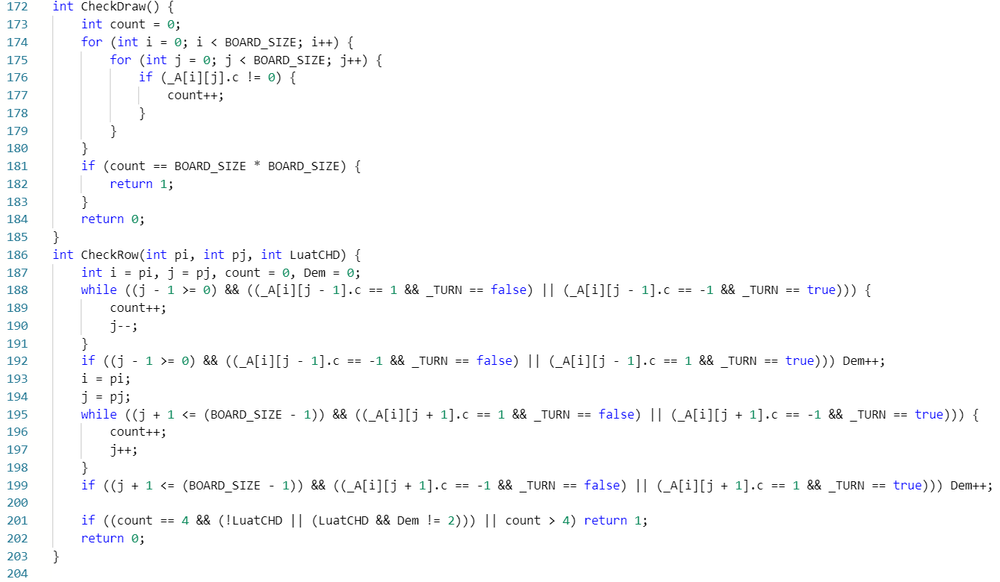 172 int CheckDraw() {
173     int count = 0;
174     for (int i = 0; i < BOARD_SIZE; i++) {
175         for (int j = 0; j < BOARD_SIZE; j++) {
176             if (_A[i][j].c != 0) {
177                 count++;
178             }
179         }
180     }
181     if (count == BOARD_SIZE * BOARD_SIZE) {
182         return 1;
183     }
184     return 0;
185 }
186 int CheckRow(int pi, int pj, int LuatCHD) {
187     int i = pi, j = pj, count = 0, Dem = 0;
188     while ((j - 1 >= 0) && ((_A[i][j - 1].c == 1 && _TURN == false) || (_A[i][j - 1].c == -1 && _TURN == true))) {
189         count++;
190         j--;
191     }
192     if ((j - 1 >= 0) && ((_A[i][j - 1].c == -1 && _TURN == false) || (_A[i][j - 1].c == 1 && _TURN == true))) Dem++;
193     i = pi;
194     j = pj;
195     while ((j + 1 <= (BOARD_SIZE - 1)) && ((_A[i][j + 1].c == 1 && _TURN == false) || (_A[i][j + 1].c == -1 && _TURN == true))) {
196         count++;
197         j++;
198     }
199     if ((j + 1 <= (BOARD_SIZE - 1)) && ((_A[i][j + 1].c == -1 && _TURN == false) || (_A[i][j + 1].c == 1 && _TURN == true))) Dem++;
200
201     if ((count == 4 && (!LuatCHD || (LuatCHD && Dem != 2))) || count > 4) return 1;
202     return 0;
203 }
204